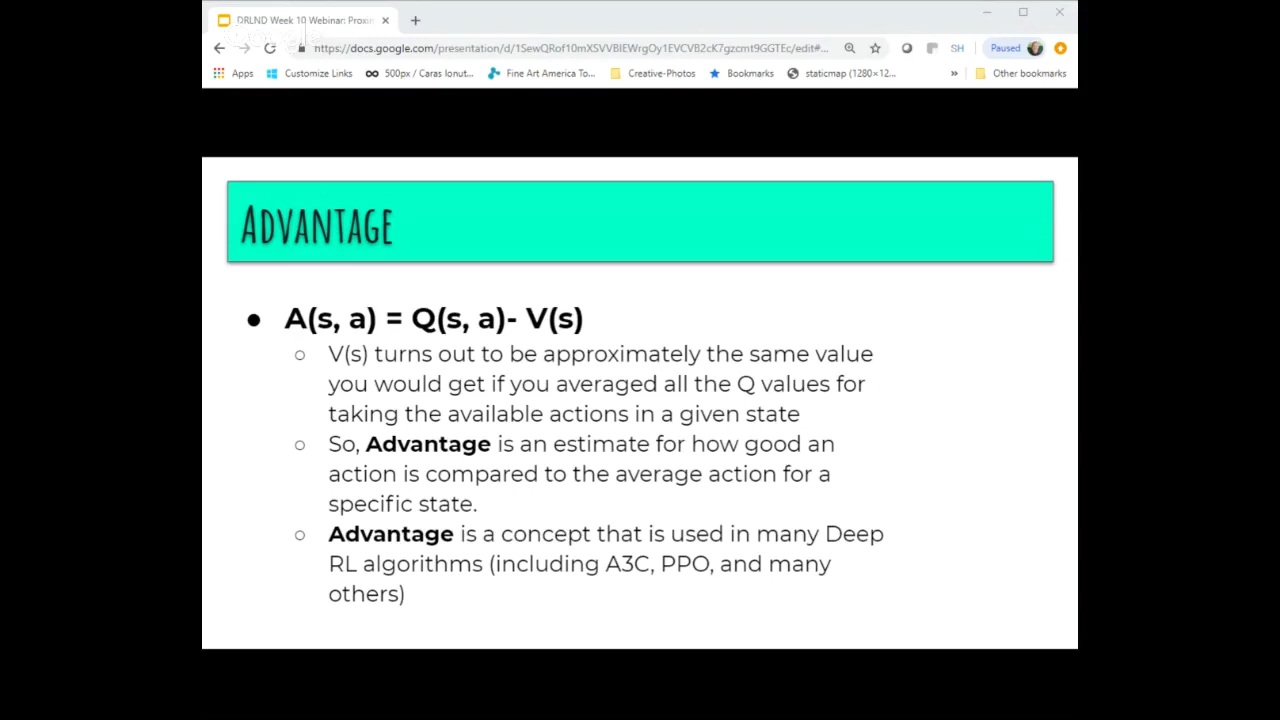 DRLND Week 10 Webinar: Proxin
https://docs.google.com/presentation/d/1SewQRof10mXSVVBIEWrgOy1EVCVB2cK7gzcmt9GGTEc/edit#...
SH
Paused
Apps
Customize Links
500px / Caras Ionut...
Fine Art America To...
Creative-Photos
Bookmarks
staticmap (1280×12...
»
Other bookmarks
ADVANTAGE
● A(s, a) = Q(s, a)- V(s)
○ V(s) turns out to be approximately the same value
you would get if you averaged all the Q values for
taking the available actions in a given state
○ So, Advantage is an estimate for how good an
action is compared to the average action for a
specific state.
○ Advantage is a concept that is used in many Deep
RL algorithms (including A3C, PPO, and many
others)